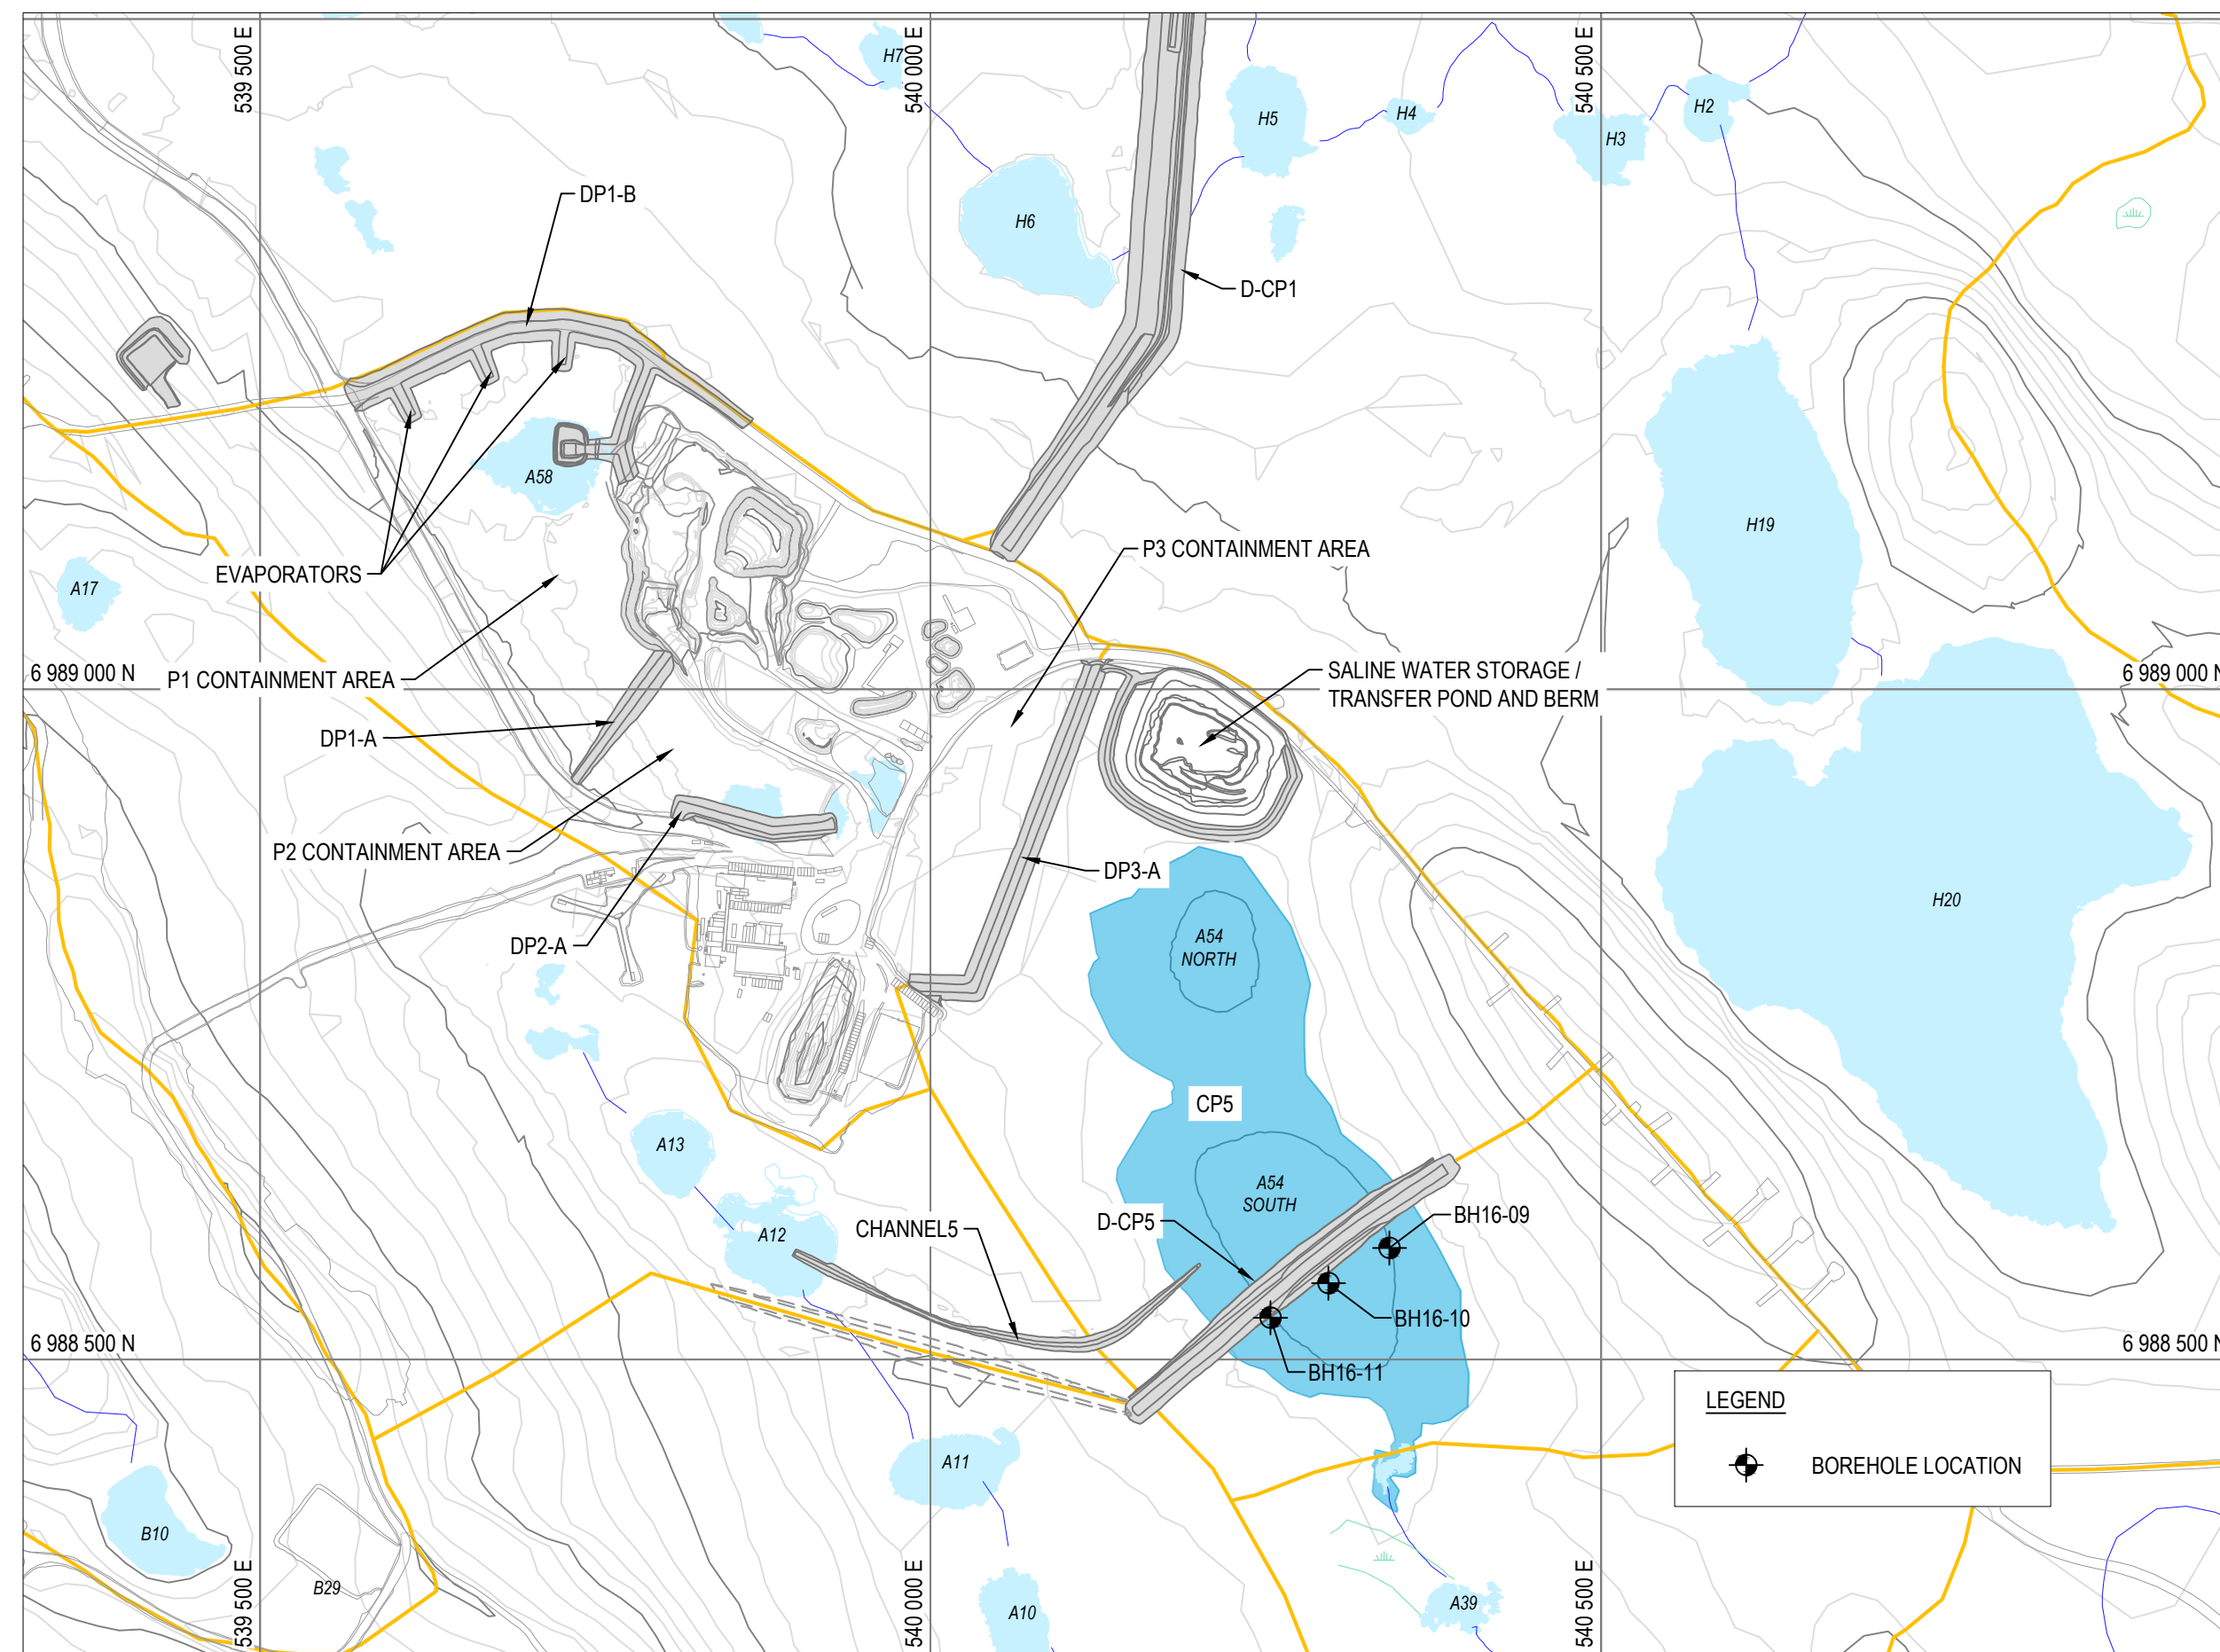 539 500 E
540 000 E
540 500 E
H7
H5
H4
H2
H3
DP1-B
H6
D-CP1
A58
H19
P3 CONTAINMENT AREA
EVAPORATORS
A17
6 989 000 N
P1 CONTAINMENT AREA
SALINE WATER STORAGE /
TRANSFER POND AND BERM
6 989 000 N
DP1-A
P2 CONTAINMENT AREA
DP3-A
H20
DP2-A
A54
NORTH
CP5
A13
A54
SOUTH
A12
CHANNEL5
D-CP5
BH16-09
BH16-10
6 988 500 N
6 988 500 N
BH16-11
LEGEND
BOREHOLE LOCATION
A11
B10
B29
A10
A39
539 500 E
540 000 E
540 500 E